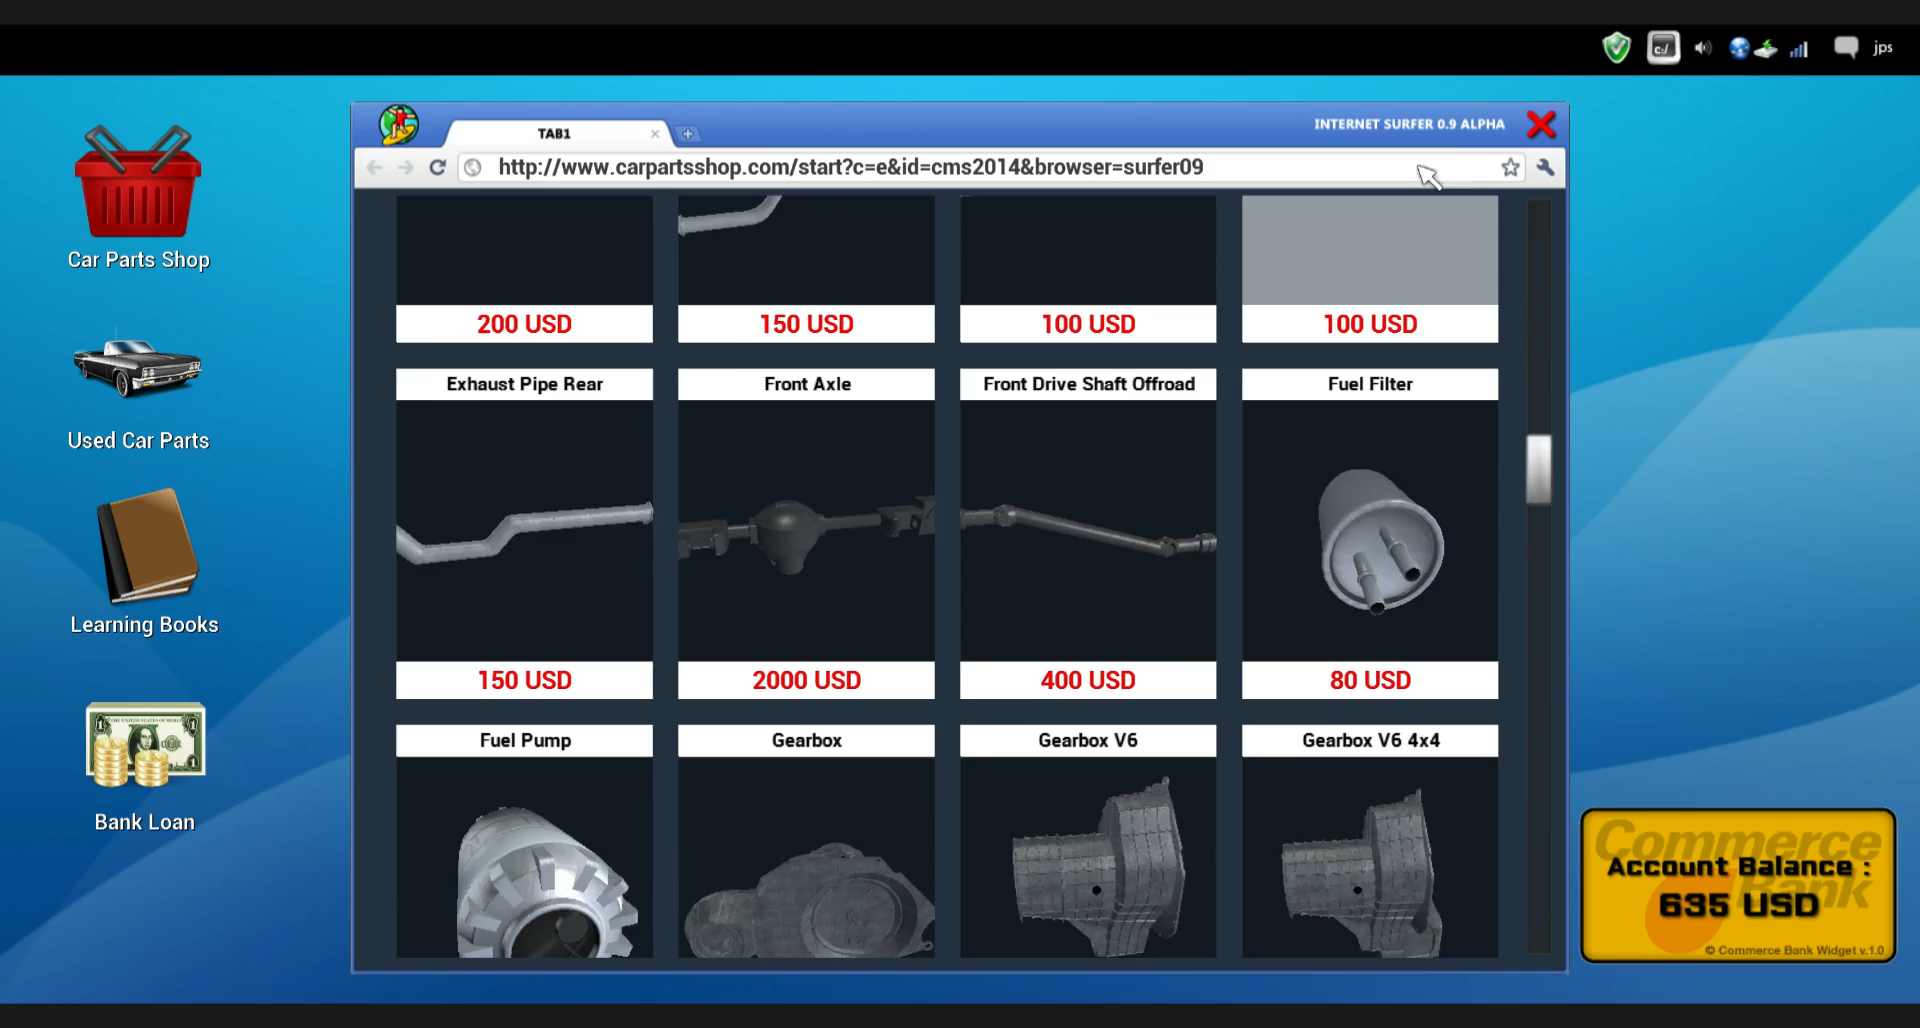 c:/
jps
TAB1
INTERNET SURFER 0.9 ALPHA
http://www.carpartsshop.com/start?c=e&id=cms2014&browser=surfer09
Car Parts Shop
Used Car Parts
Learning Books
Bank Loan
200 USD
150 USD
100 USD
100 USD
Exhaust Pipe Rear
Front Axle
Front Drive Shaft Offroad
Fuel Filter
150 USD
2000 USD
400 USD
80 USD
Fuel Pump
Gearbox
Gearbox V6
Gearbox V6 4x4
Commerce
Bank
Account Balance :
635 USD
© Commerce Bank Widget v.1.0